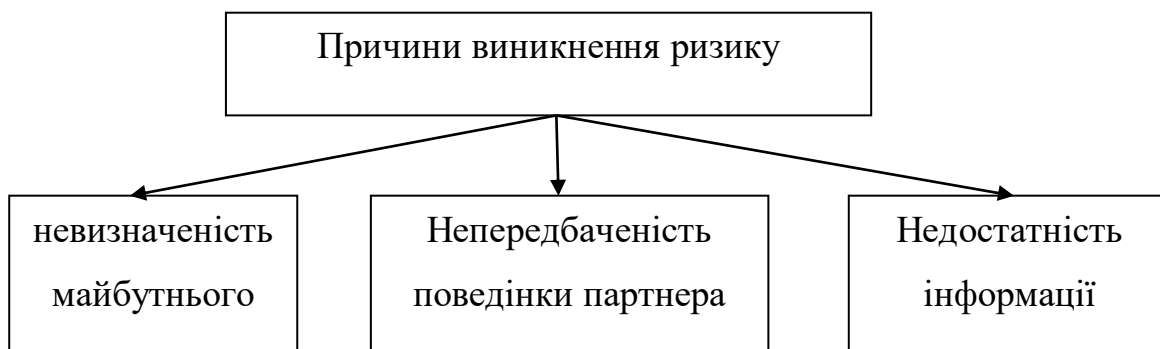 Причини виникнення ризику
невизначеність
майбутнього
Непередбаченість
поведінки партнера
Недостатність
інформації